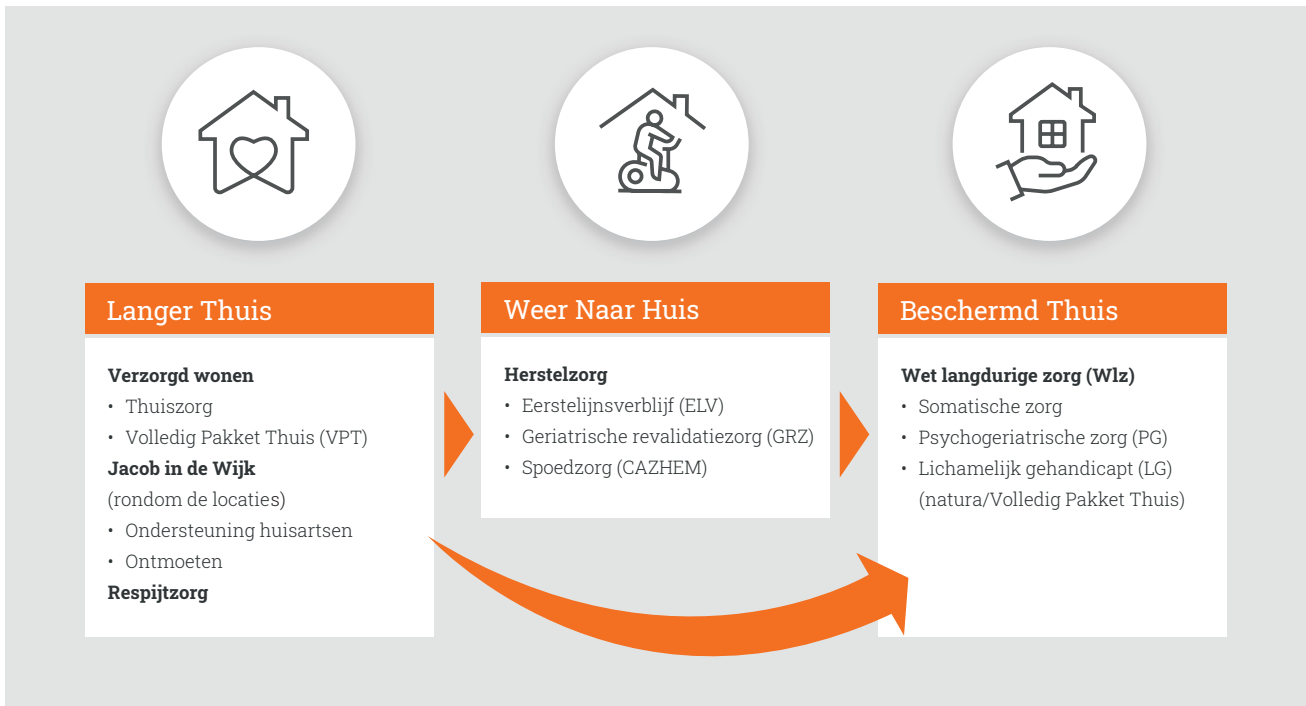 Langer Thuis
Verzorgd wonen
• Thuiszorg
• Volledig Pakket Thuis (VPT)
Jacob in de Wijk
(rondom de locaties)
• Ondersteuning huisartsen
• Ontmoeten
Respijtzorg
Weer Naar Huis
Herstelzorg
• Eerstelijnsverblijf (ELV)
• Geriatrische revalidatiezorg (GRZ)
• Spoedzorg (CAZHEM)
Beschermd Thuis
Wet langdurige zorg (Wlz)
• Somatische zorg
• Psychogeriatrische zorg (PG)
• Lichamelijk gehandicapt (LG)
(natura/Volledig Pakket Thuis)